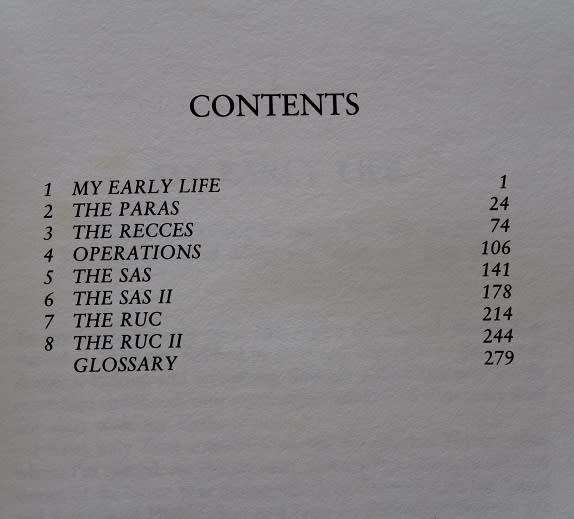 CONTENTS
1 MY EARLY LIFE 1
2 THE PARAS 24
3 THE RECCES 74
4 OPERATIONS 106
5 THE SAS 141
6 THE SAS II 178
7 THE RUC 214
8 THE RUC II 244
GLOSSARY 279